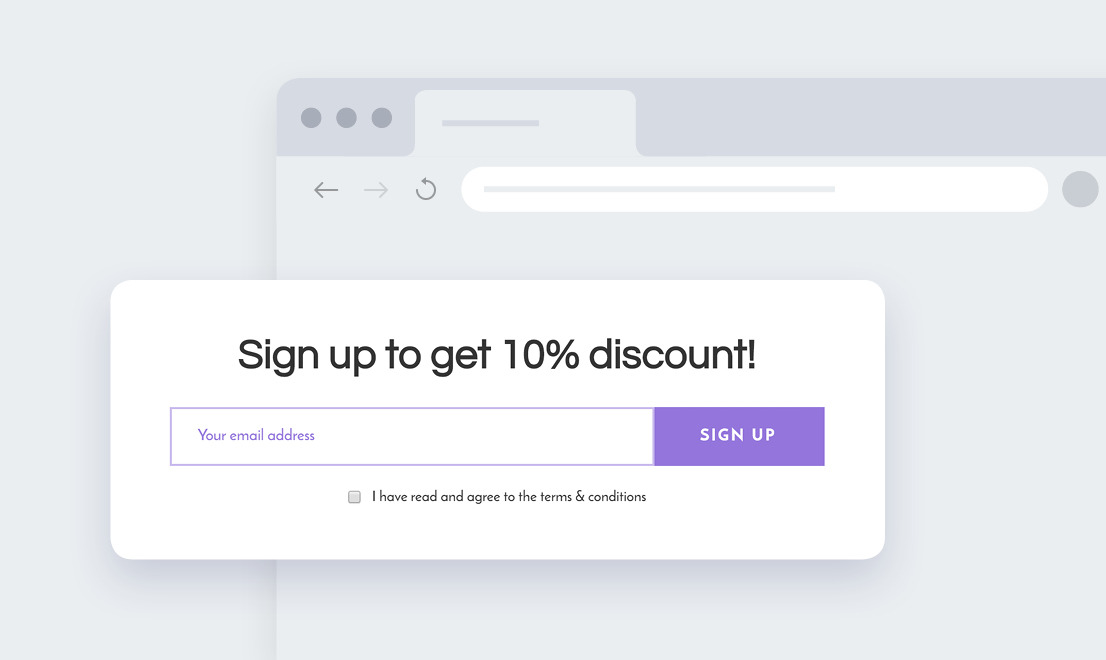 Sign up to get 10% discount!
Your email address
SIGN UP
I have read and agree to the terms & conditions